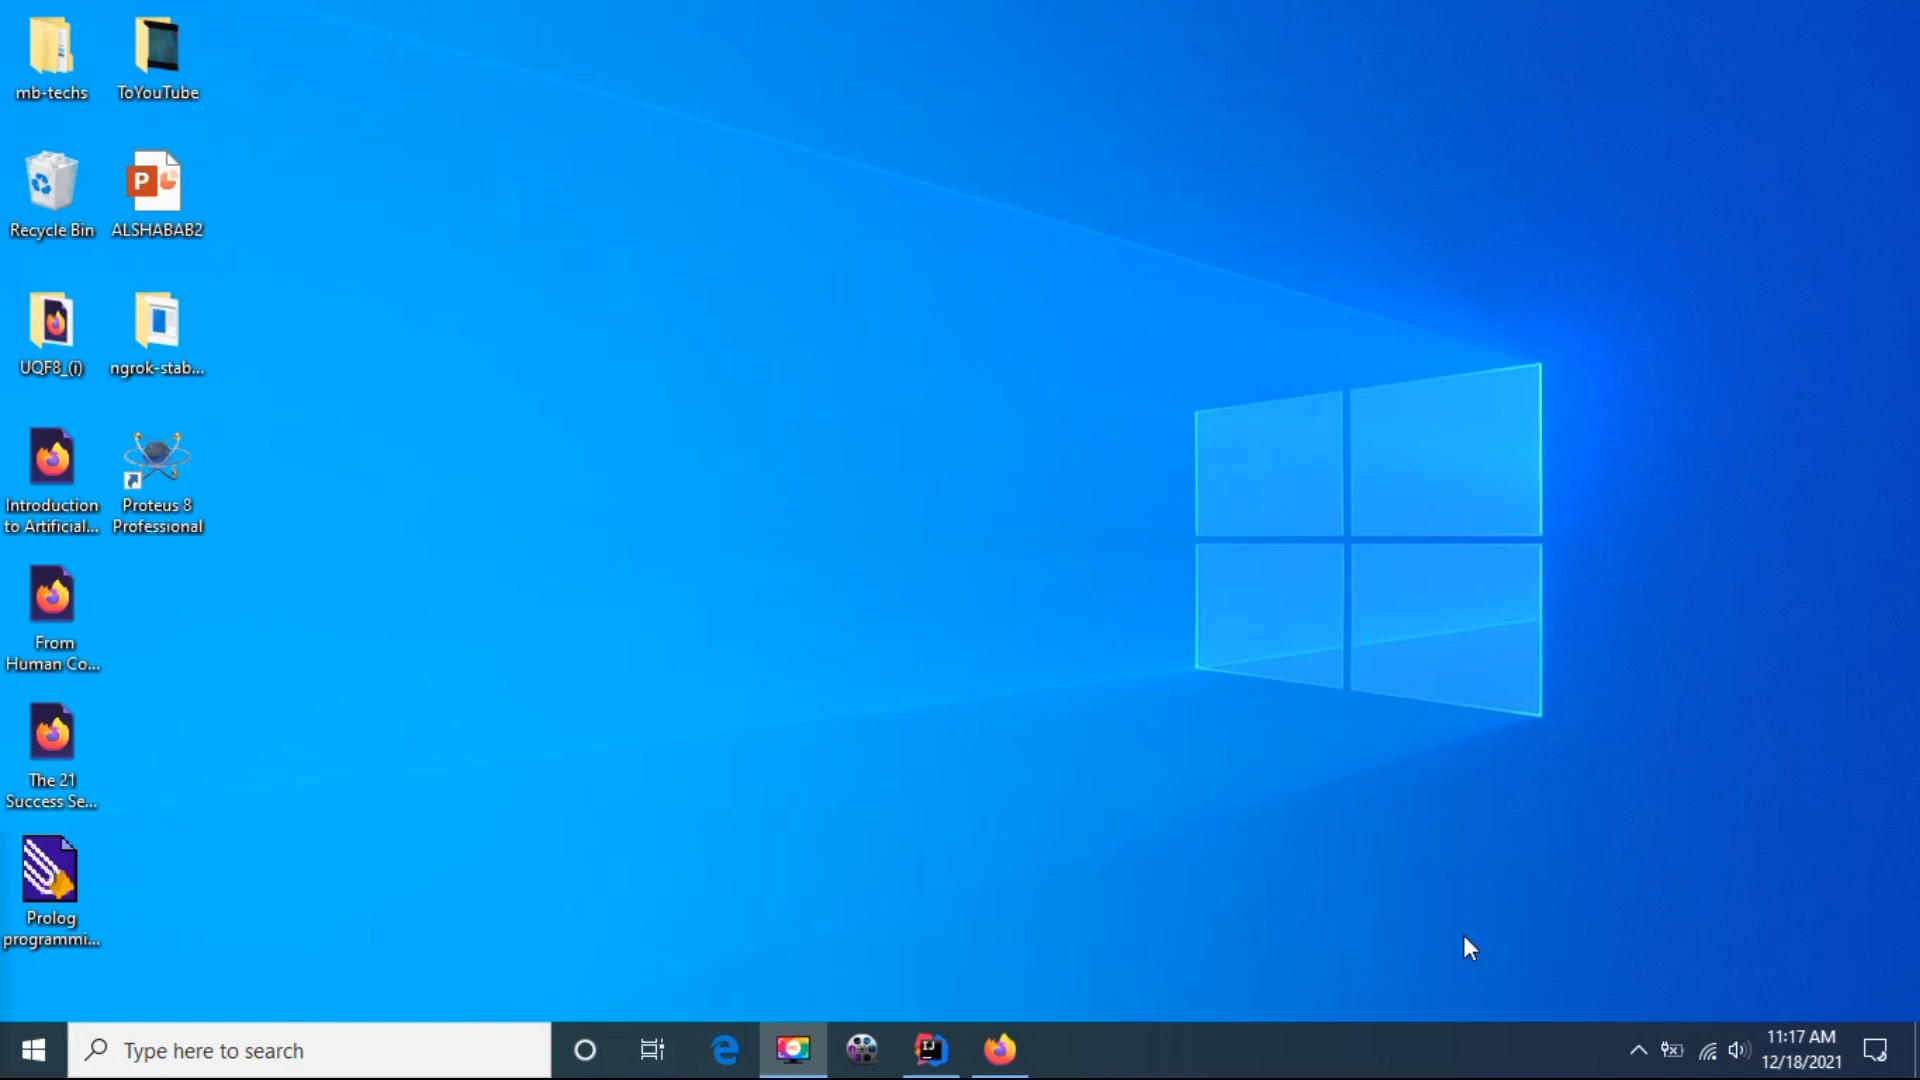 mb-techs
ToYouTube
Recycle Bin
ALSHABAB2
UQF8_(i)
ngrok-stab...
Introduction
to Artificial...
Proteus 8
Professional
From
Human Co...
The 21
Success Se...
Prolog
programmi...
Type here to search
11:17 AM
12/18/2021